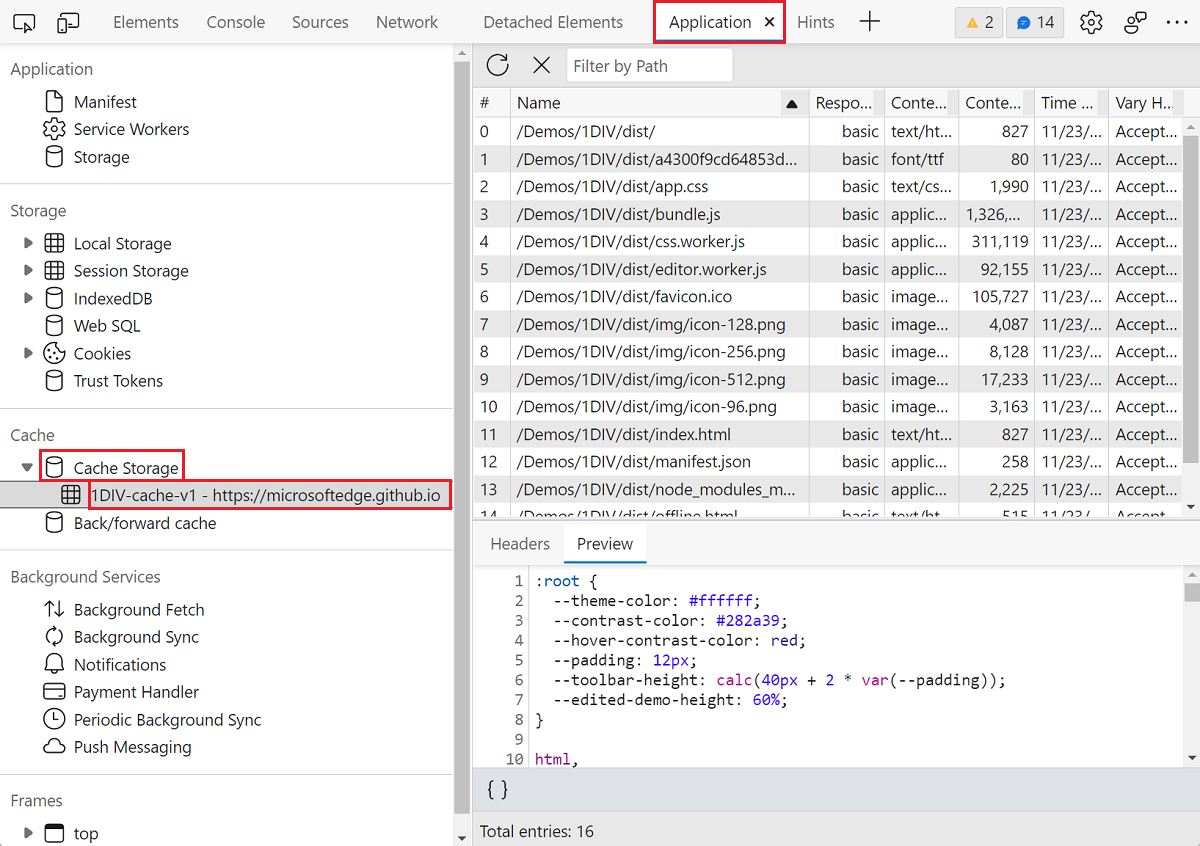 Elements Console Sources Network Detached Elements Application × Hints + 2 14
Application
Manifest
Service Workers
Storage
Storage
Local Storage
Session Storage
IndexedDB
Web SQL
Cookies
Trust Tokens
Cache
Cache Storage
1DIV-cache-v1 - https://microsoftedge.github.io
Back/forward cache
Background Services
Background Fetch
Background Sync
Notifications
Payment Handler
Periodic Background Sync
Push Messaging
Frames
top
Filter by Path
# Name Respo... Conte... Conte... Time ... Vary H...
0 /Demos/1DIV/dist/ basic text/ht... 827 11/23/... Accept...
1 /Demos/1DIV/dist/a4300f9cd64853d... basic font/ttf 80 11/23/... Accept...
2 /Demos/1DIV/dist/app.css basic text/cs... 1,990 11/23/... Accept...
3 /Demos/1DIV/dist/bundle.js basic applic... 1,326,... 11/23/... Accept...
4 /Demos/1DIV/dist/css.worker.js basic applic... 311,119 11/23/... Accept...
5 /Demos/1DIV/dist/editor.worker.js basic applic... 92,155 11/23/... Accept...
6 /Demos/1DIV/dist/favicon.ico basic image... 105,727 11/23/... Accept...
7 /Demos/1DIV/dist/img/icon-128.png basic image... 4,087 11/23/... Accept...
8 /Demos/1DIV/dist/img/icon-256.png basic image... 8,128 11/23/... Accept...
9 /Demos/1DIV/dist/img/icon-512.png basic image... 17,233 11/23/... Accept...
10 /Demos/1DIV/dist/img/icon-96.png basic image... 3,163 11/23/... Accept...
11 /Demos/1DIV/dist/index.html basic text/ht... 827 11/23/... Accept...
12 /Demos/1DIV/dist/manifest.json basic applic... 258 11/23/... Accept...
13 /Demos/1DIV/dist/node_modules_m... basic applic... 2,225 11/23/... Accept...
14 /Demos/1DIV/dist/offline.html basic text/ht... 515 11/23/... Accept...
Headers Preview
1 :root {
2 --theme-color: #ffffff;
3 --contrast-color: #282a39;
4 --hover-contrast-color: red;
5 --padding: 12px;
6 --toolbar-height: calc(40px + 2 * var(--padding));
7 --edited-demo-height: 60%;
8 }
9
10 html,
{ }
Total entries: 16